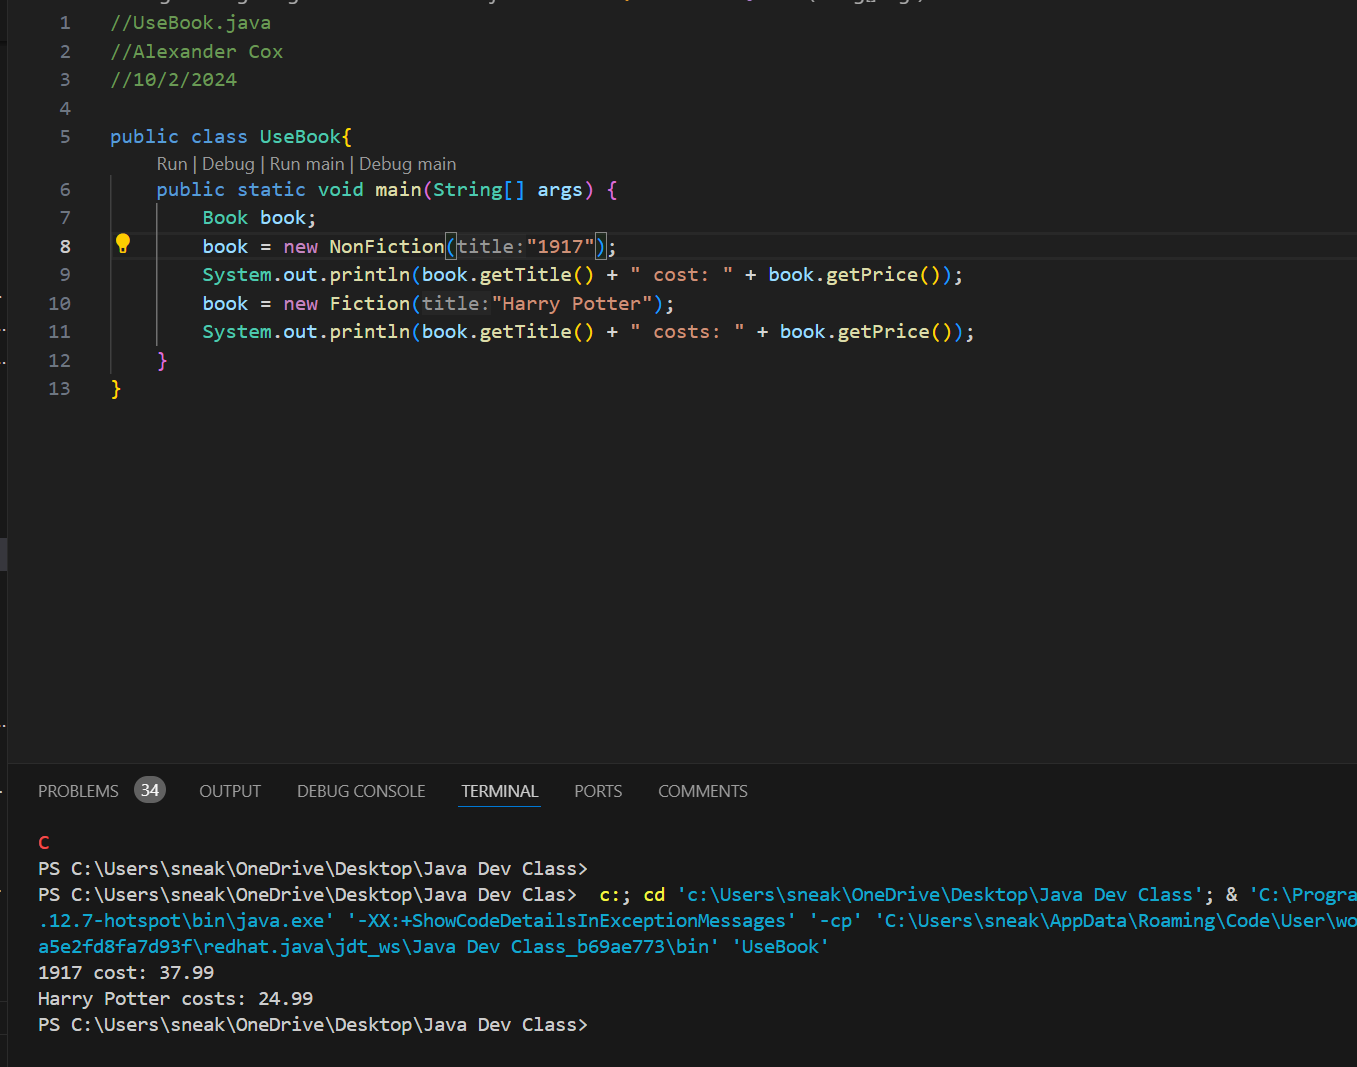 1 //UseBook.java
2 //Alexander Cox
3 //10/2/2024
4
5 public class UseBook{
Run | Debug | Run main | Debug main
6 public static void main(String[] args) {
7 Book book;
8 book = new NonFiction(title:"1917");
9 System.out.println(book.getTitle() + " cost: " + book.getPrice());
10 book = new Fiction(title:"Harry Potter");
11 System.out.println(book.getTitle() + " costs: " + book.getPrice());
12 }
13 }
PROBLEMS 34 OUTPUT DEBUG CONSOLE TERMINAL PORTS COMMENTS
C
PS C:\Users\sneak\OneDrive\Desktop\Java Dev Class>
PS C:\Users\sneak\OneDrive\Desktop\Java Dev Clas> c:; cd 'c:\Users\sneak\OneDrive\Desktop\Java Dev Class'; & 'C:\Progra
.12.7-hotspot\bin\java.exe' '-XX:+ShowCodeDetailsInExceptionMessages' '-cp' 'C:\Users\sneak\AppData\Roaming\Code\User\wo
a5e2fd8fa7d93f\redhat.java\jdt_ws\Java Dev Class_b69ae773\bin' 'UseBook'
1917 cost: 37.99
Harry Potter costs: 24.99
PS C:\Users\sneak\OneDrive\Desktop\Java Dev Class>